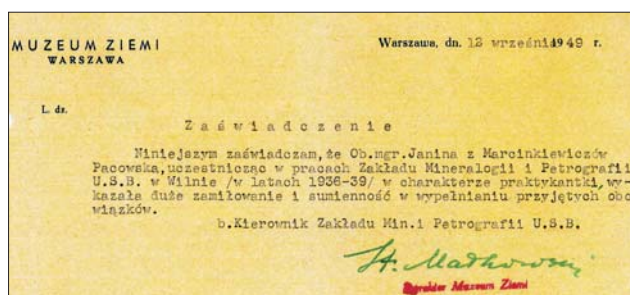 MUZEUM ZIEMI
WARSZAWA
Warszawa, dn. 12 września 1949 r.
L. dz.
Zaświadczenie
Niniejszym zaświadczam, że Ob.mgr.Janina z Marcinkiewiczów
Pacowska, uczestnicząc w pracach Zakładu Mineralogii i Petrografii
U.S.B. w Wilnie /w latach 1936-39/ w charakterze praktykantki, wy-
kazała duże zamiłowanie i sumienność w wypełnianiu przyjętych obo
wiązków.
b.Kierownik Zakładu Min.i Petrografii U.S.B.
St. Małkowski
Dyrektor Muzeum Ziemi